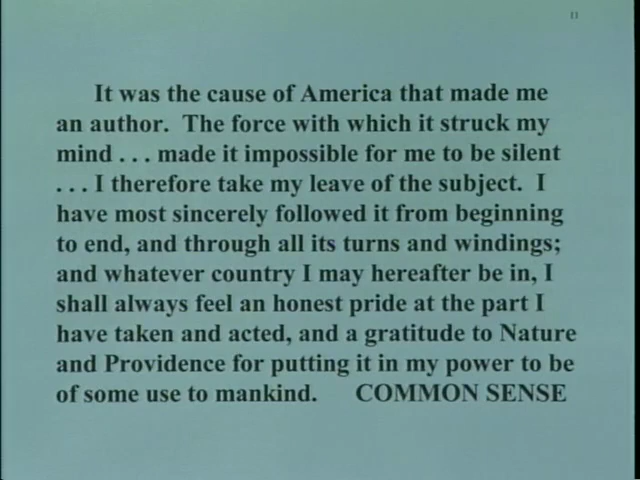 11
It was the cause of America that made me
an author. The force with which it struck my
mind . . . made it impossible for me to be silent
. . . I therefore take my leave of the subject. I
have most sincerely followed it from beginning
to end, and through all its turns and windings;
and whatever country I may hereafter be in, I
shall always feel an honest pride at the part I
have taken and acted, and a gratitude to Nature
and Providence for putting it in my power to be
of some use to mankind. COMMON SENSE